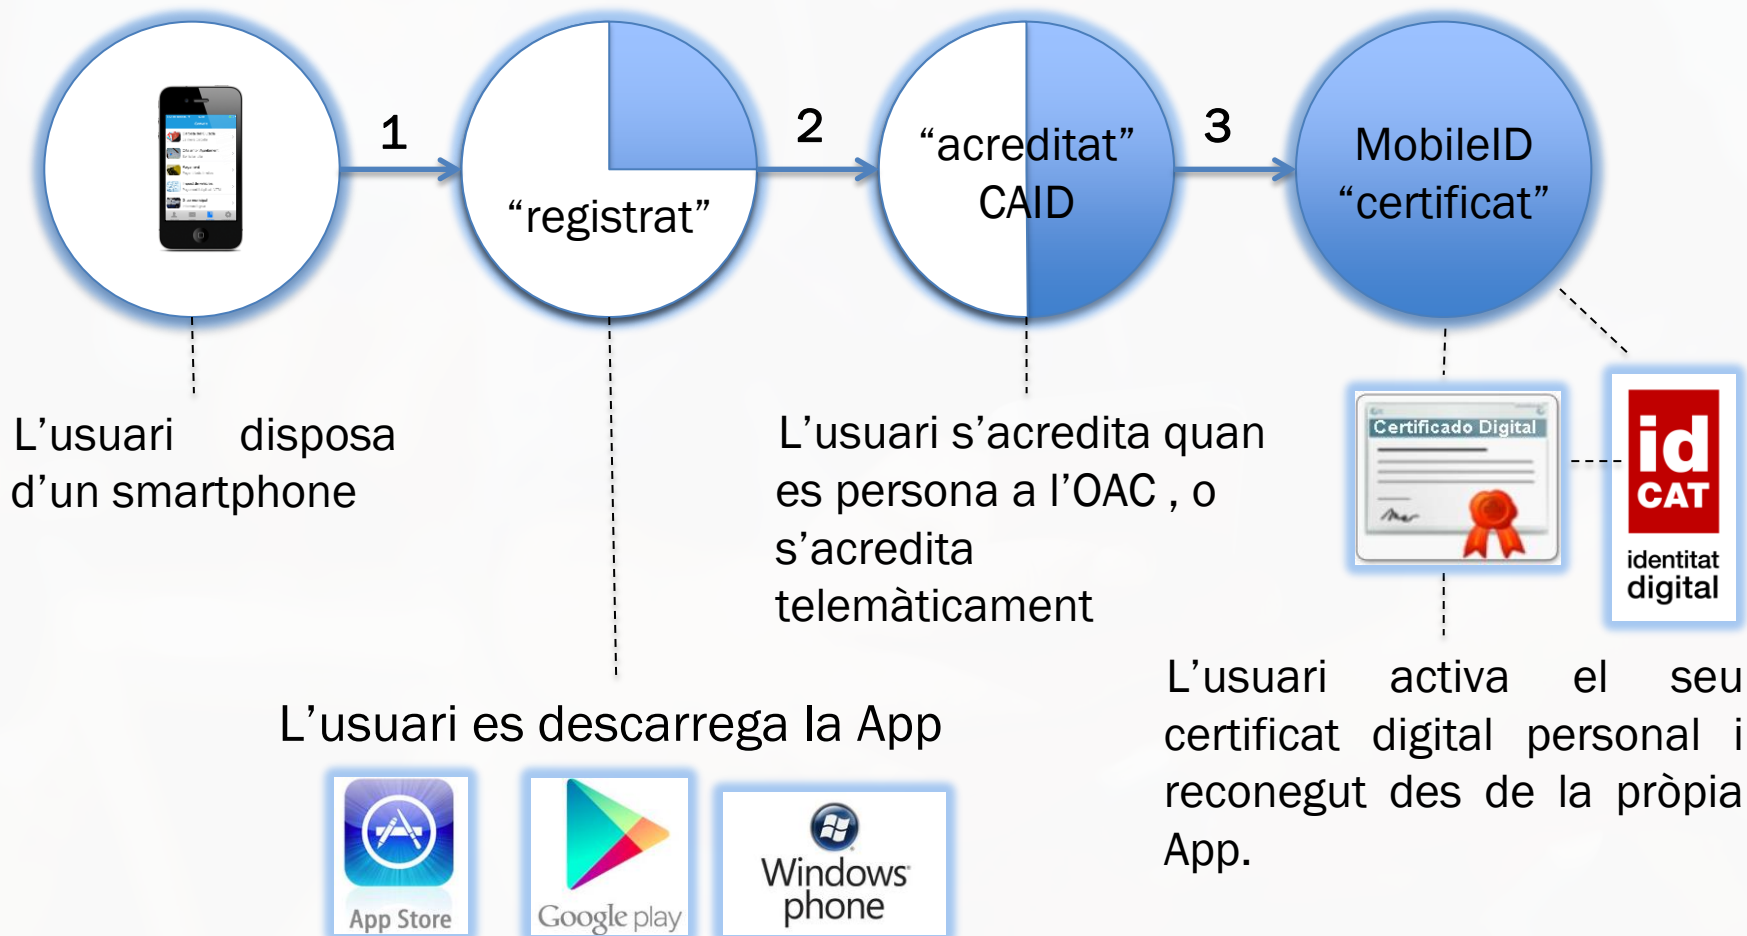 1
2
3
“registrat”
“acreditat”
CAID
MobileID
“certificat”
L’usuari disposa
d’un smartphone
L’usuari s’acredita quan
es persona a l’OAC , o
s’acredita
telemàticament
Certificado Digital
id
CAT
identitat
digital
L’usuari es descarrega la App
App Store
Google play
Windows
phone
L’usuari activa el seu
certificat digital personal i
reconegut des de la pròpia
App.